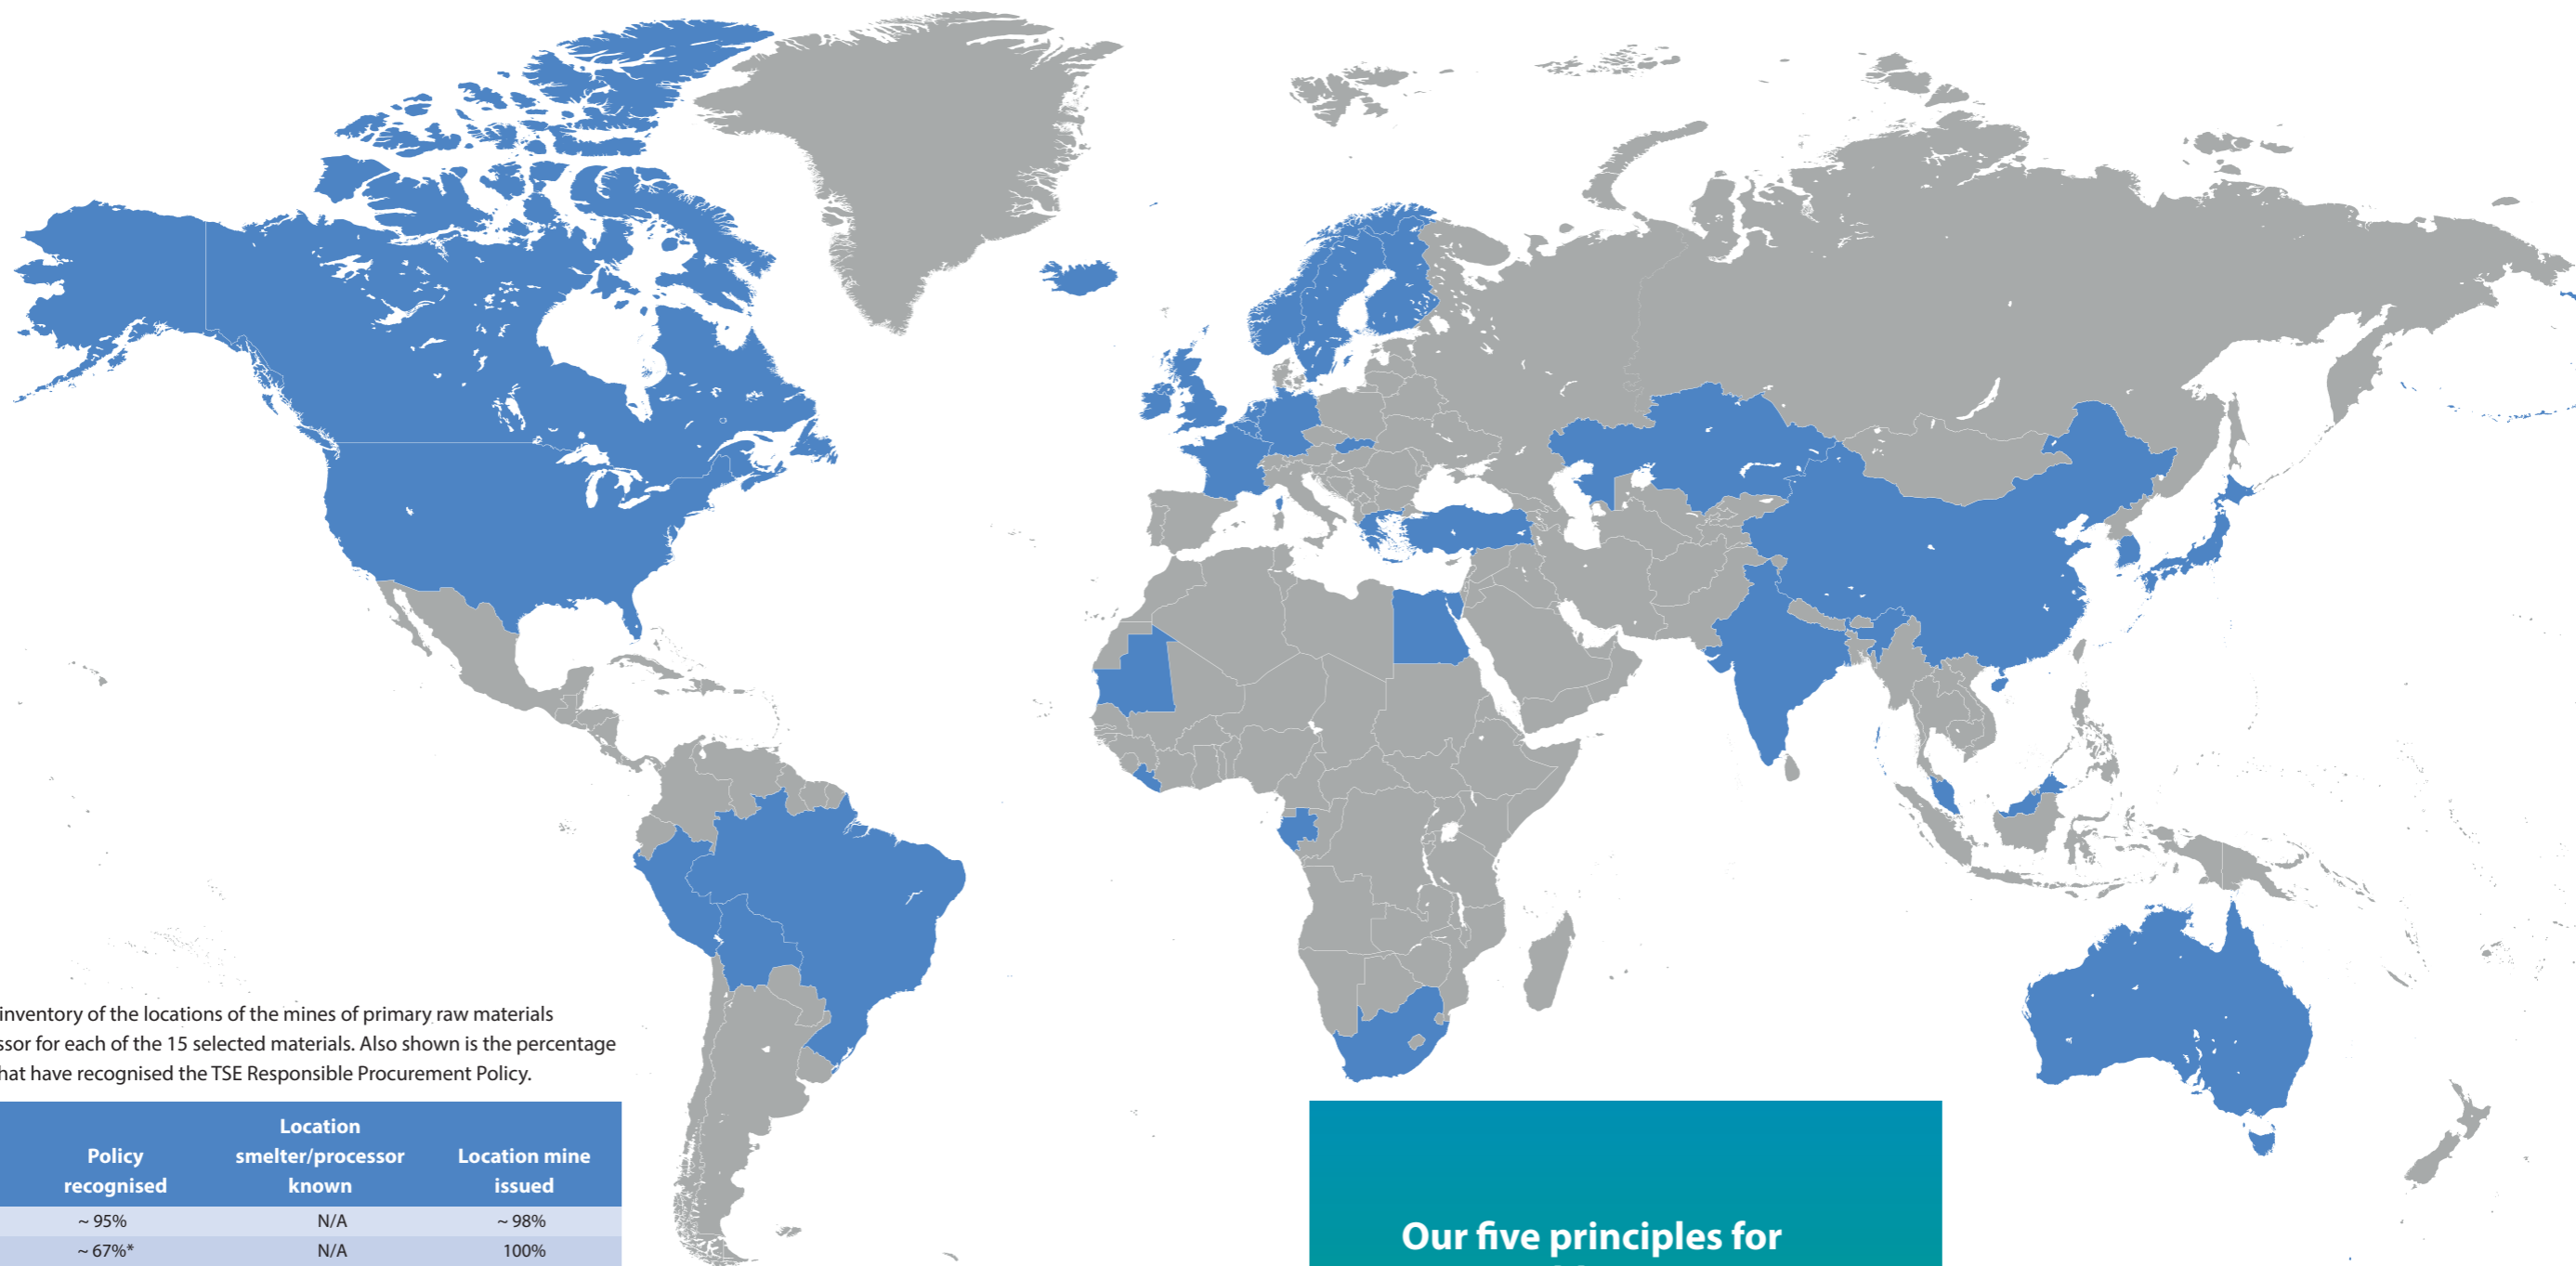 inventory of the locations of the mines of primary raw materials
ssor for each of the 15 selected materials. Also shown is the percentage
hat have recognised the TSE Responsible Procurement Policy.
Policy recognised
Location smelter/processor known
Location mine issued
~ 95% N/A ~ 98%
~ 67%* N/A 100%
Our five principles for